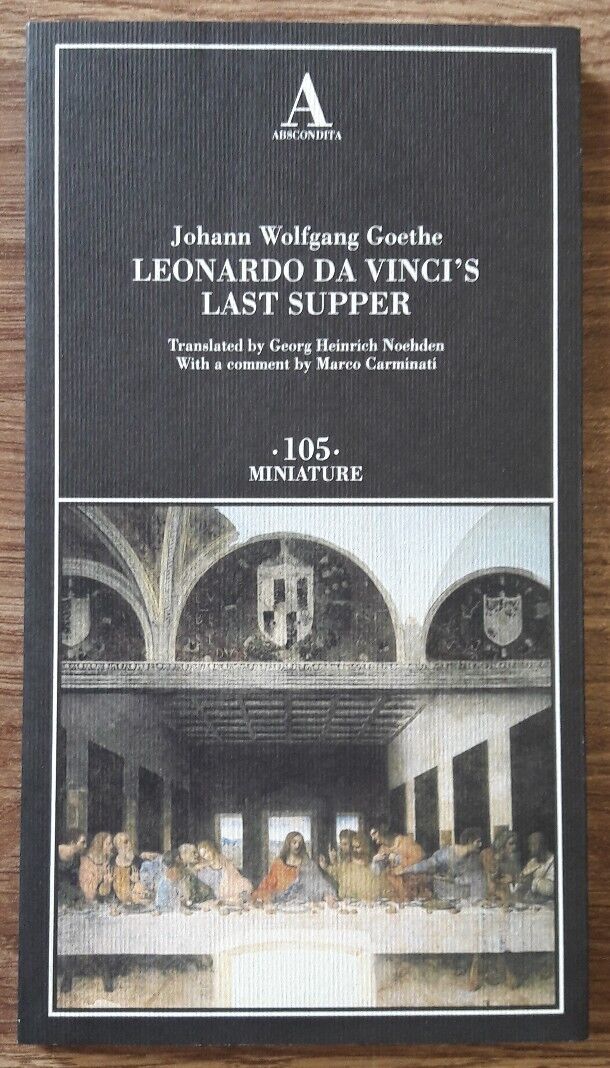 A
ABSCONDITA
Johann Wolfgang Goethe
LEONARDO DA VINCI'S
LAST SUPPER
Translated by Georg Heinrich Noehden
With a comment by Marco Carminati
·105·
MINIATURE